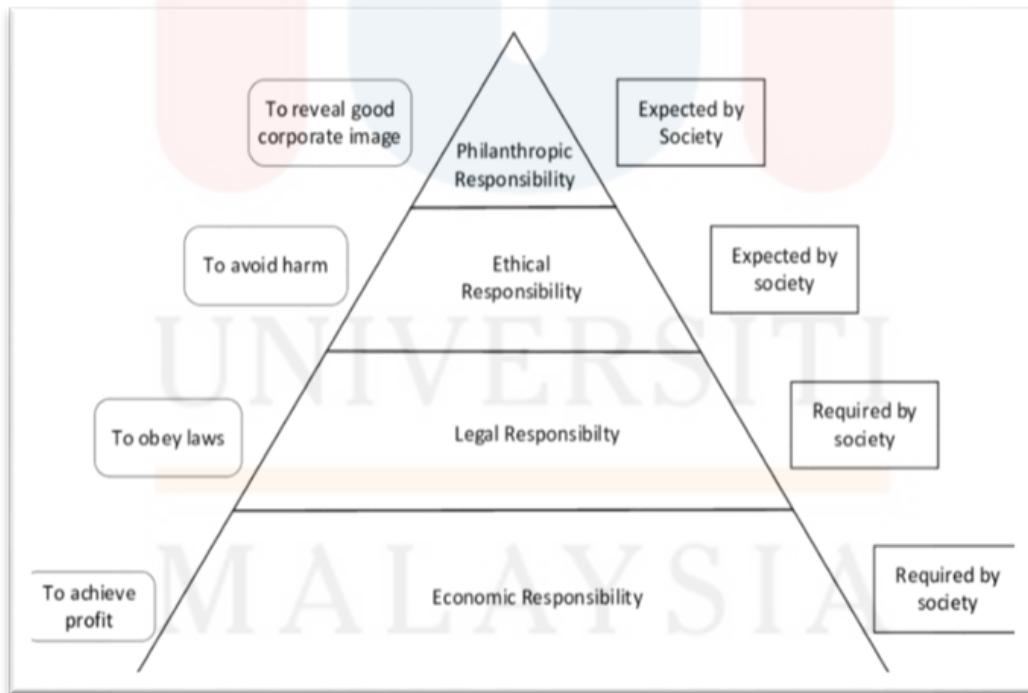 To reveal good
corporate image
Expected by
Society
Philanthropic
Responsibility
To avoid harm
Ethical
Responsibility
Expected by
society
UNIVERSITI
To obey laws
Legal Responsibilty
Required by
society
MALAYSIA
To achieve
profit
Economic Responsibility
Required by
society